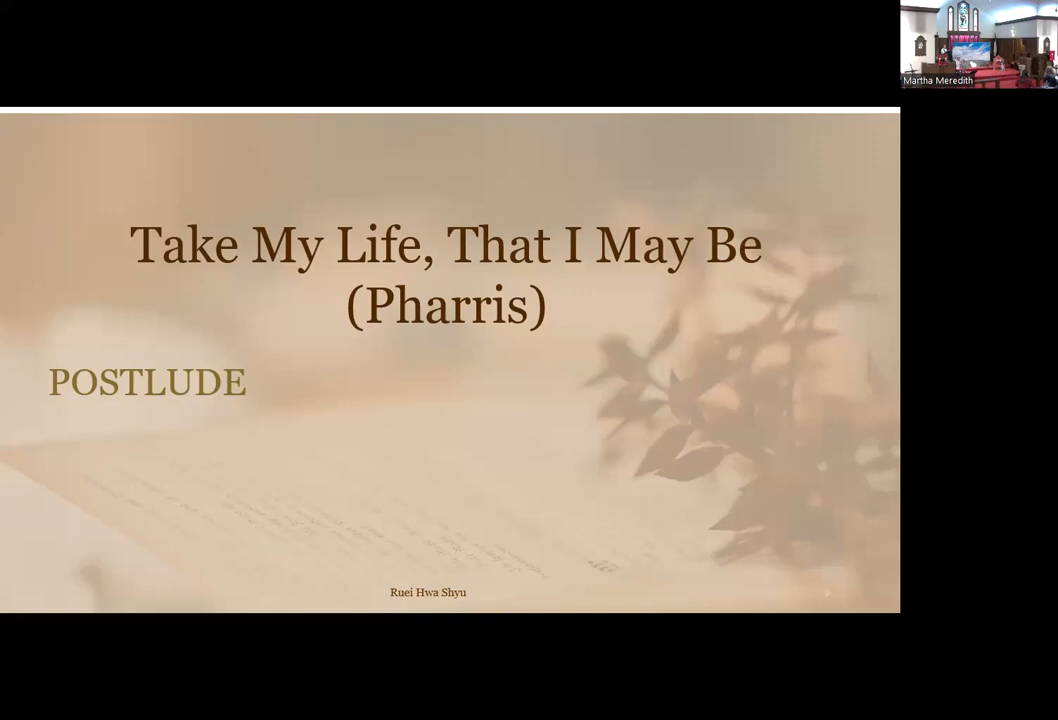 Martha Meredith
Take My Life, That I May Be
(Pharris)
POSTLUDE
Ruei Hwa Shyu